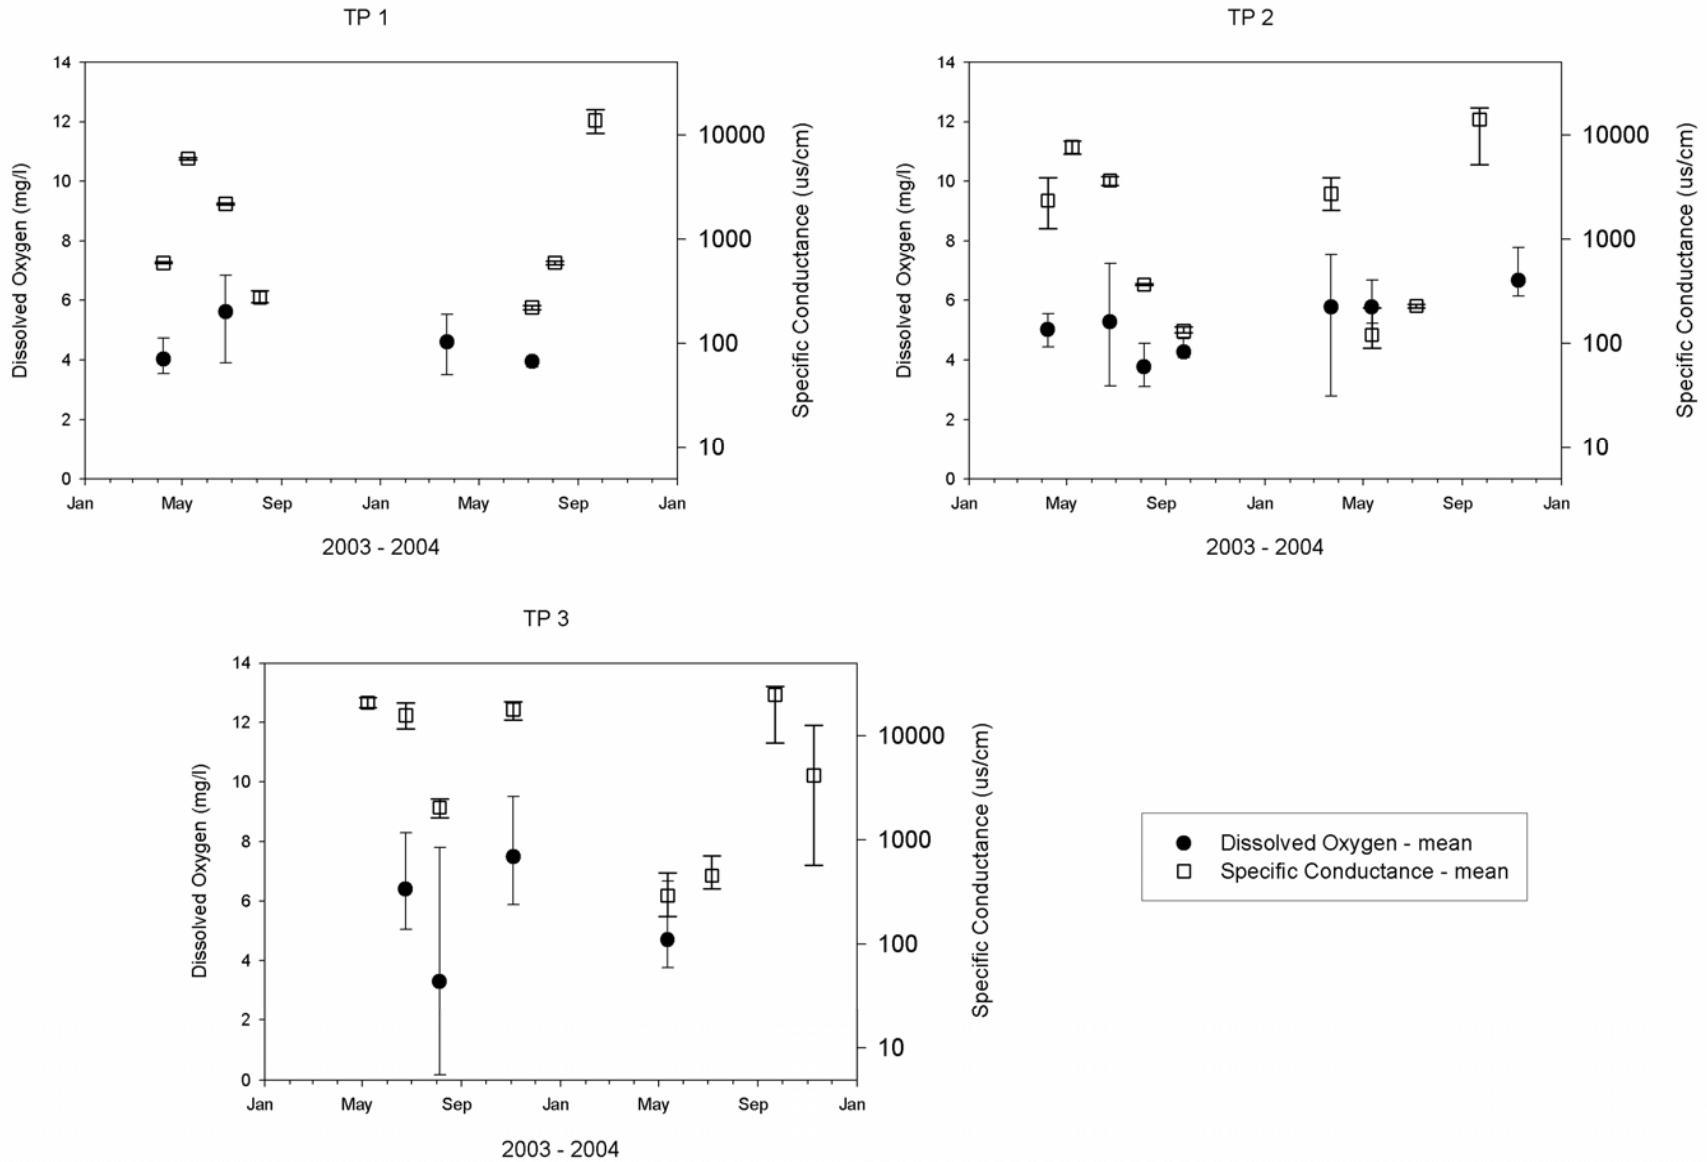 TP 1
14
12
10
8
6
4
2
0
Dissolved Oxygen (mg/l)
10000
1000
100
10
Specific Conductance (us/cm)
Jan May Sep Jan May Sep Jan
2003 - 2004
TP 2
14
12
10
8
6
4
2
0
Dissolved Oxygen (mg/l)
10000
1000
100
10
Specific Conductance (us/cm)
Jan May Sep Jan May Sep Jan
2003 - 2004
TP 3
14
12
10
8
6
4
2
0
Dissolved Oxygen (mg/l)
10000
1000
100
10
Specific Conductance (us/cm)
Jan May Sep Jan May Sep Jan
2003 - 2004
Dissolved Oxygen - mean
Specific Conductance - mean